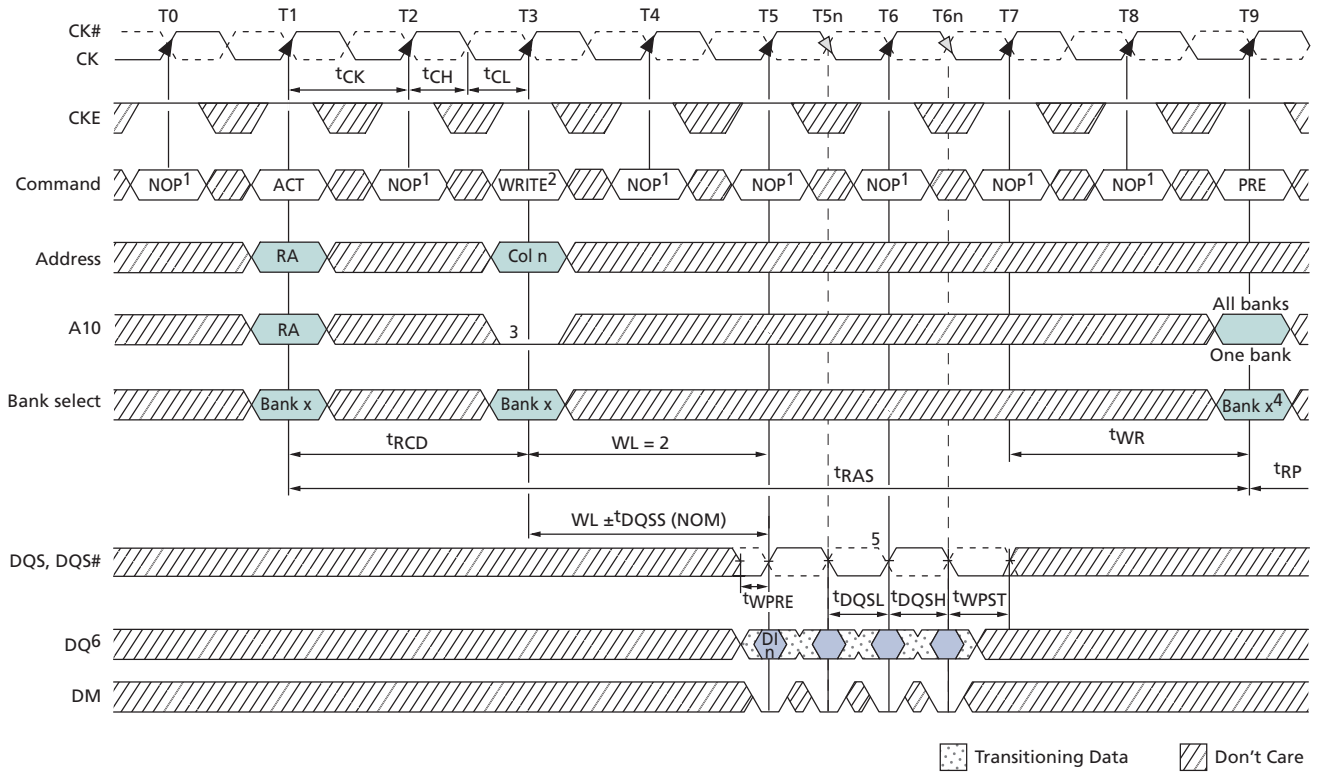 T0 T1 T2 T3 T4 T5 T5n T6 T6n T7 T8 T9
CK#
CK
tCK tCH tCL
CKE
Command NOP1 ACT NOP1 WRITE2 NOP1 NOP1 NOP1 NOP1 NOP1 PRE
Address RA Col n
All banks
A10 RA 3
One bank
Bank select Bank x Bank x Bank x4
tRCD WL = 2 tWR
tRAS tRP
WL ±tDQSS (NOM)
5
DQS, DQS#
tWPRE tDQSL tDQSH tWPST
DQ6 DI
n
DM
Transitioning Data Don't Care